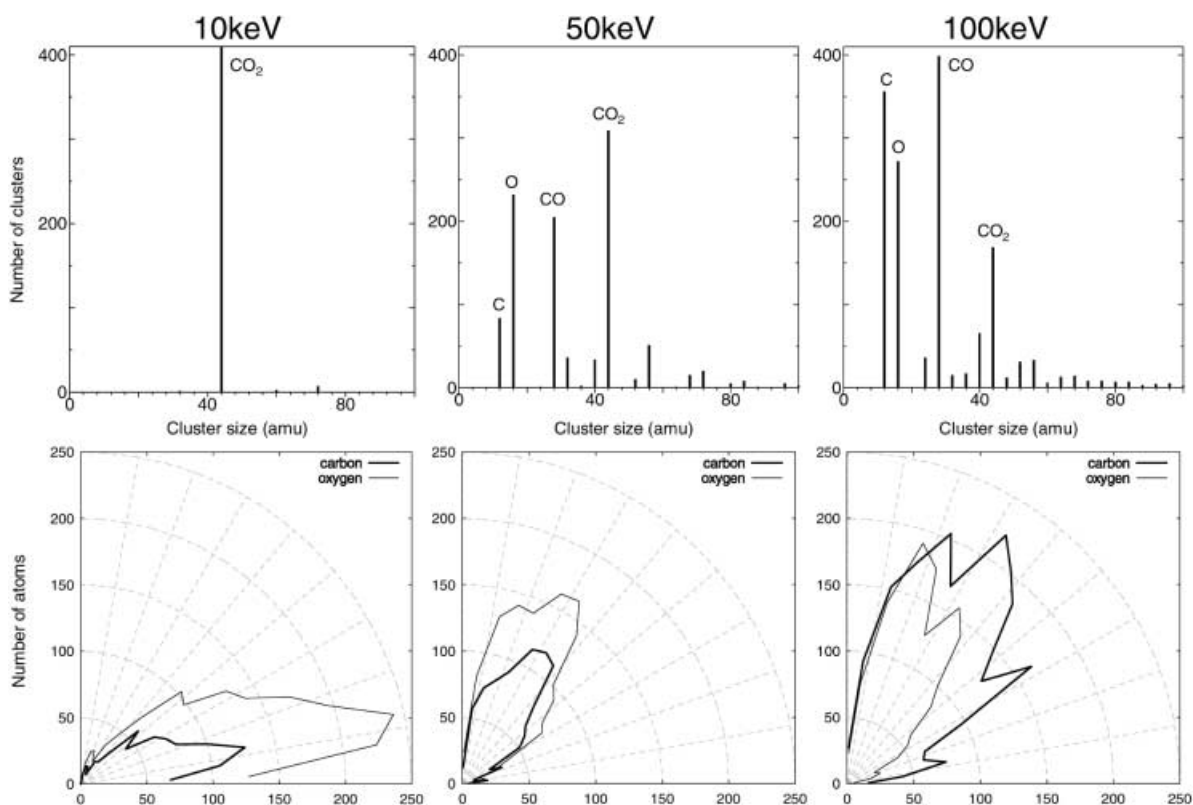 10keV 50keV 100keV
400 CO₂
200
0
0 40 80
Number of clusters
Cluster size (amu)
400
200
0
C O CO CO₂
0 40 80
Cluster size (amu)
400
300
200
100
0
C O CO CO₂
0 40 80
Cluster size (amu)
250
200
150
100
50
0
Number of atoms
carbon
oxygen
0 50 100 150 200 250
250
200
150
100
50
0
carbon
oxygen
0 50 100 150 200 250
250
200
150
100
50
0
carbon
oxygen
0 50 100 150 200 250